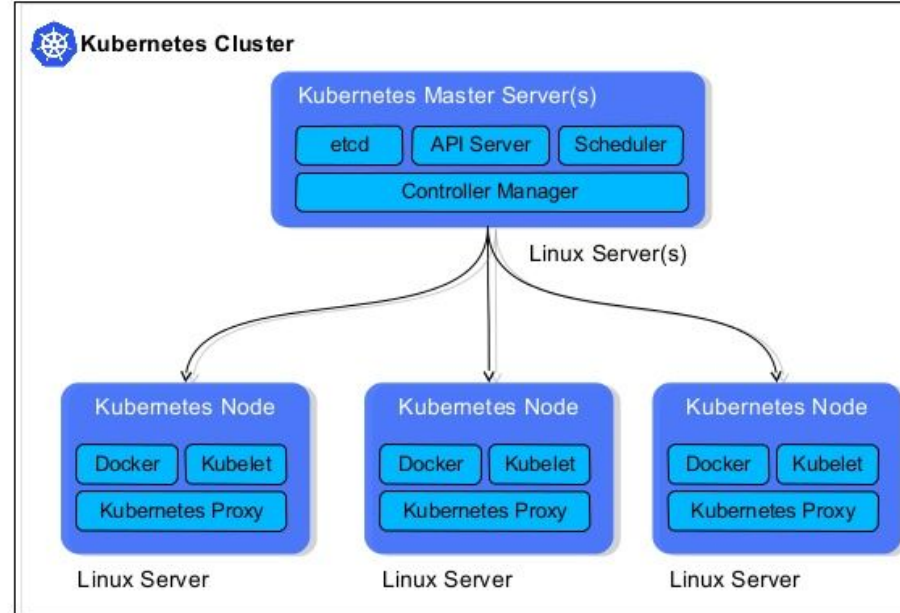 Kubernetes Cluster
Kubernetes Master Server(s)
etcd API Server Scheduler
Controller Manager
Linux Server(s)
Kubernetes Node Kubernetes Node Kubernetes Node
Docker Kubelet Docker Kubelet Docker Kubelet
Kubernetes Proxy Kubernetes Proxy Kubernetes Proxy
Linux Server Linux Server Linux Server